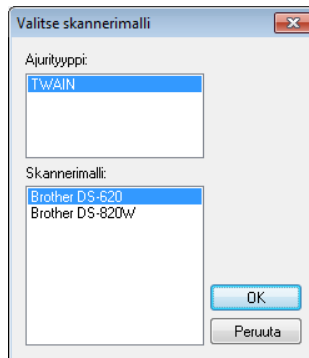 Valitse skannerimalli
Ajurityyppi:
TWAIN
Skannerimalli:
Brother DS-620
Brother DS-820W
OK
Peruuta